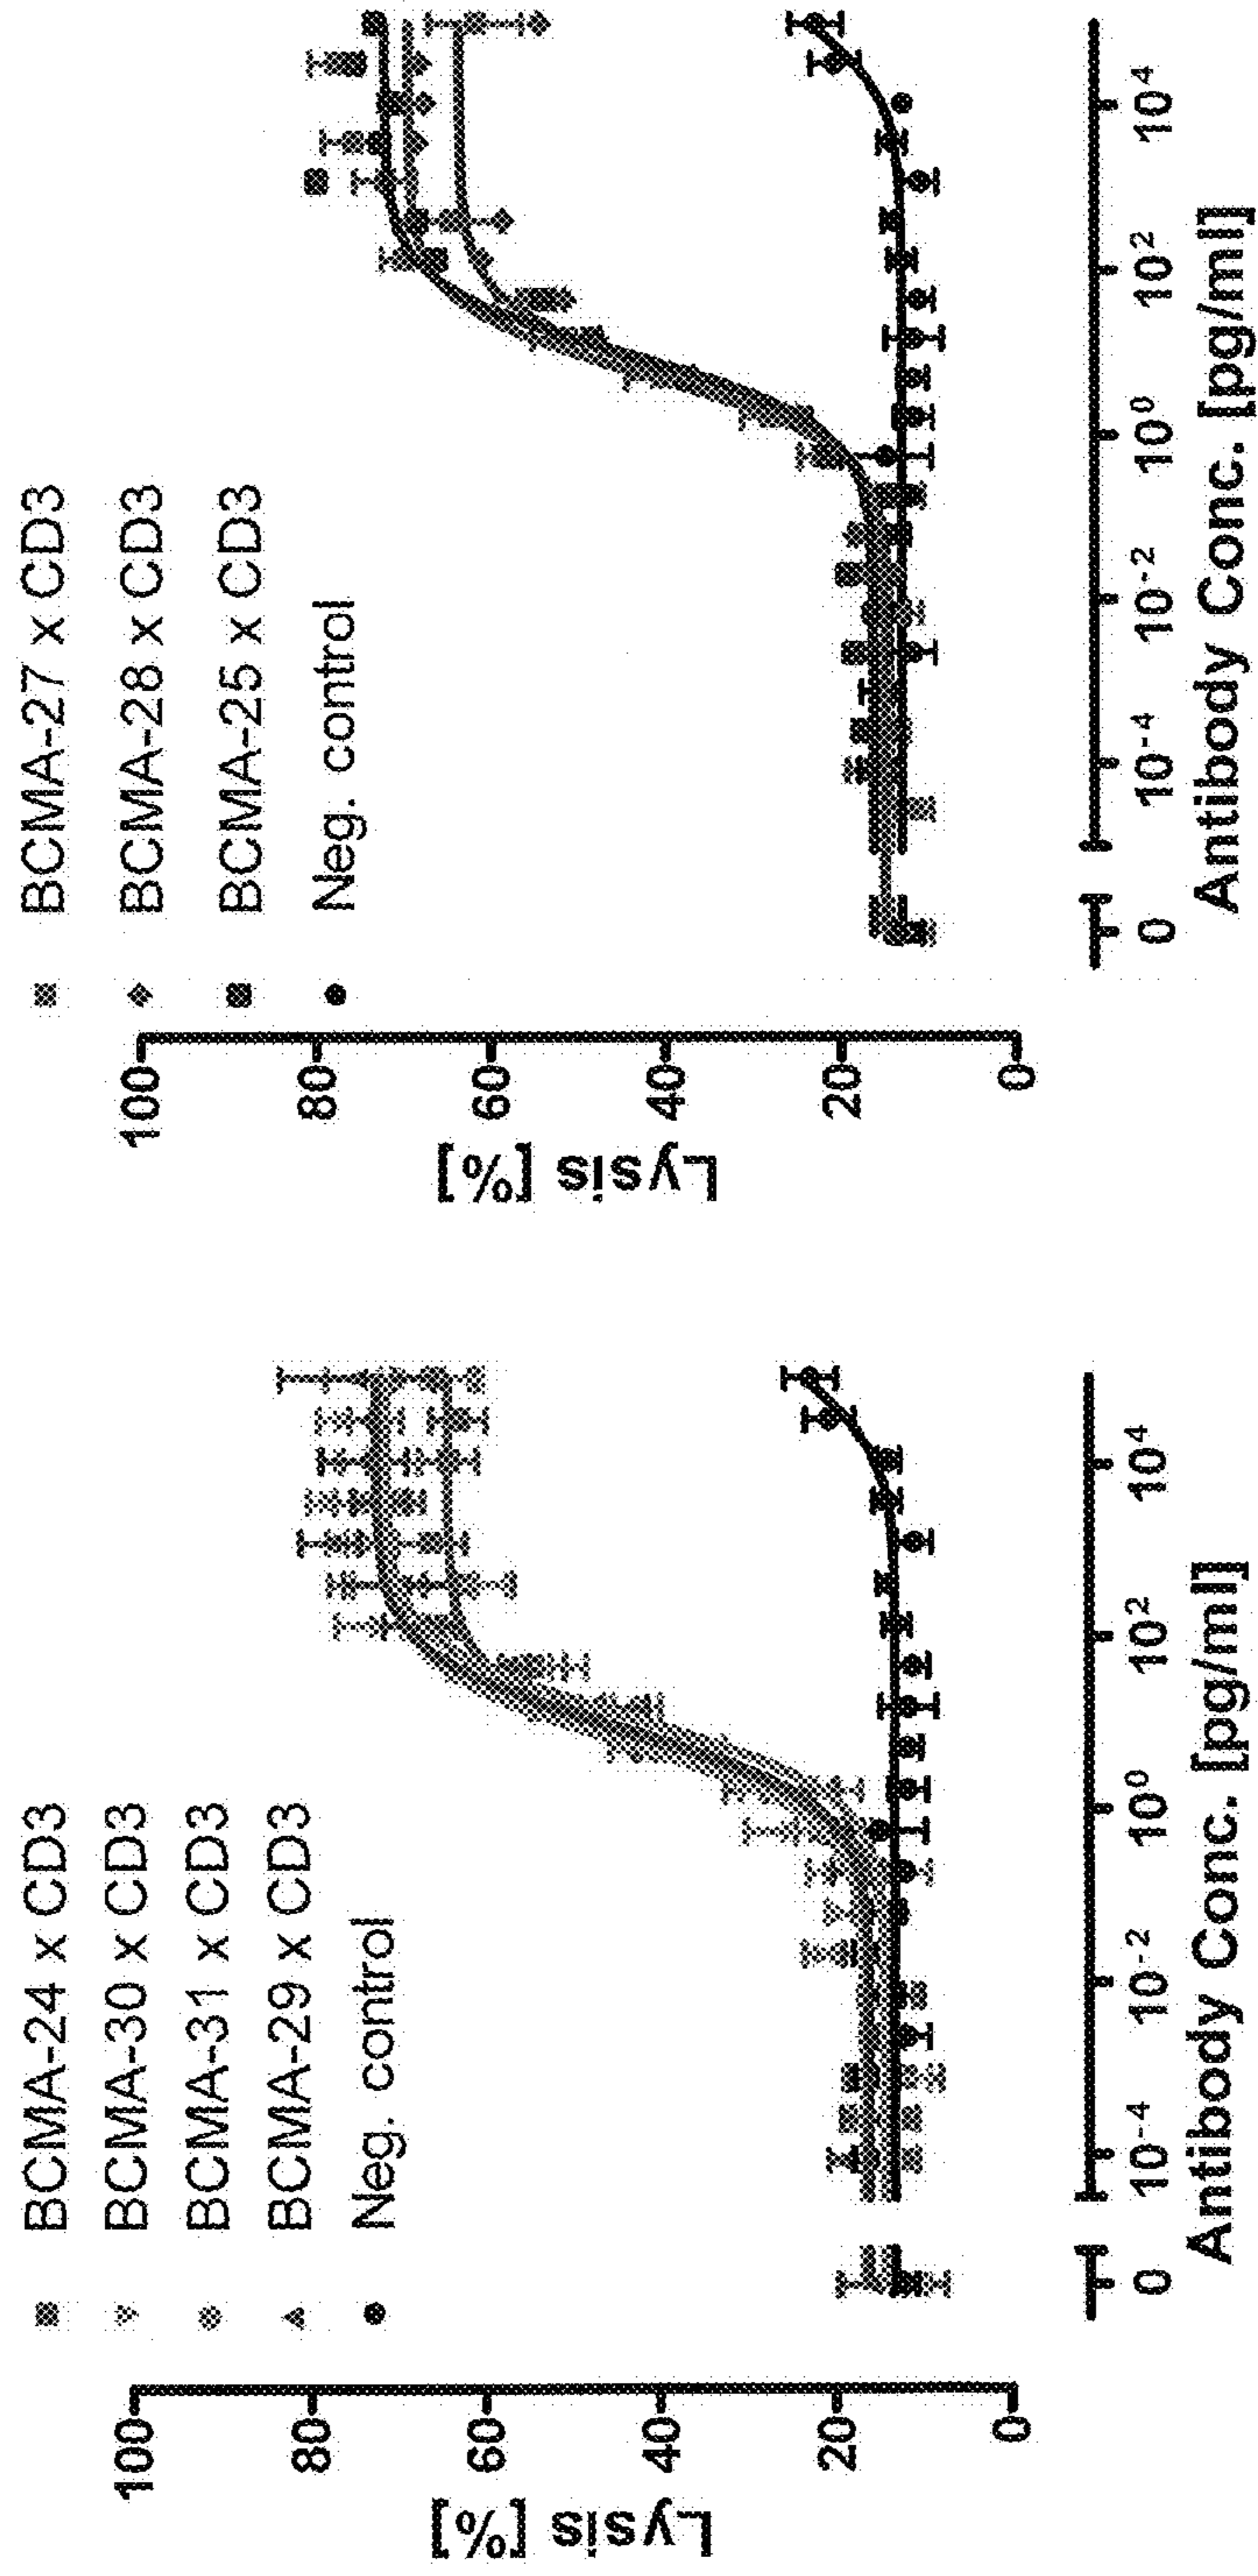 BCMA-24 x CD3
BCMA-30 x CD3
BCMA-31 x CD3
BCMA-29 x CD3
Neg. control
Lysis [%]
100
80
60
40
20
0
0 10-4 10-2 100 102 104
Antibody Conc. [pg/ml]
BCMA-27 x CD3
BCMA-28 x CD3
BCMA-25 x CD3
Neg. control
Lysis [%]
100
80
60
40
20
0
0 10-4 10-2 100 102 104
Antibody Conc. [pg/ml]